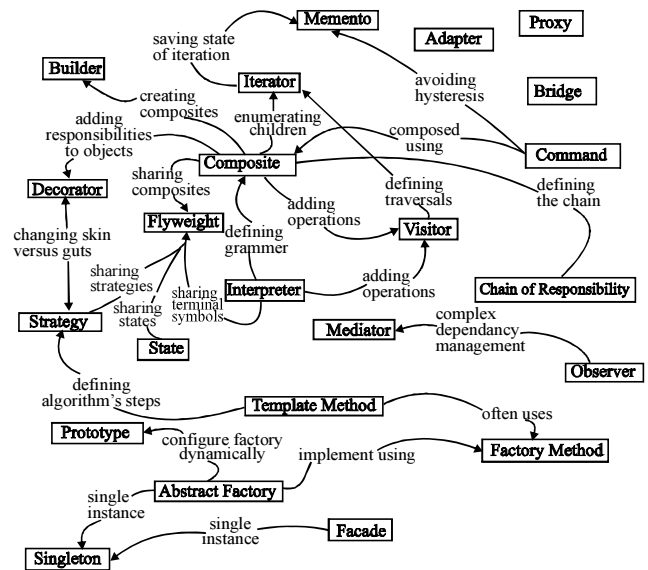 Memento
Proxy
Adapter
saving state
of iteration
Builder
Iterator
avoiding
hysteresis
Bridge
creating
composites
enumerating
children
adding
responsibilities
to objects
composed
using
Command
Composite
sharing
composites
defining
traversals
defining
the chain
Decorator
adding
operations
Flyweight
defining
grammer
Visitor
changing skin
versus guts
sharing
strategies
adding
operations
Chain of Responsibility
Interpreter
sharing
terminal
symbols
sharing
states
Strategy
Mediator
complex
dependancy
management
State
Observer
defining
algorithm's steps
Template Method
often uses
Prototype
configure factory
dynamically
implement using
Factory Method
Abstract Factory
single
instance
single
instance
Facade
Singleton